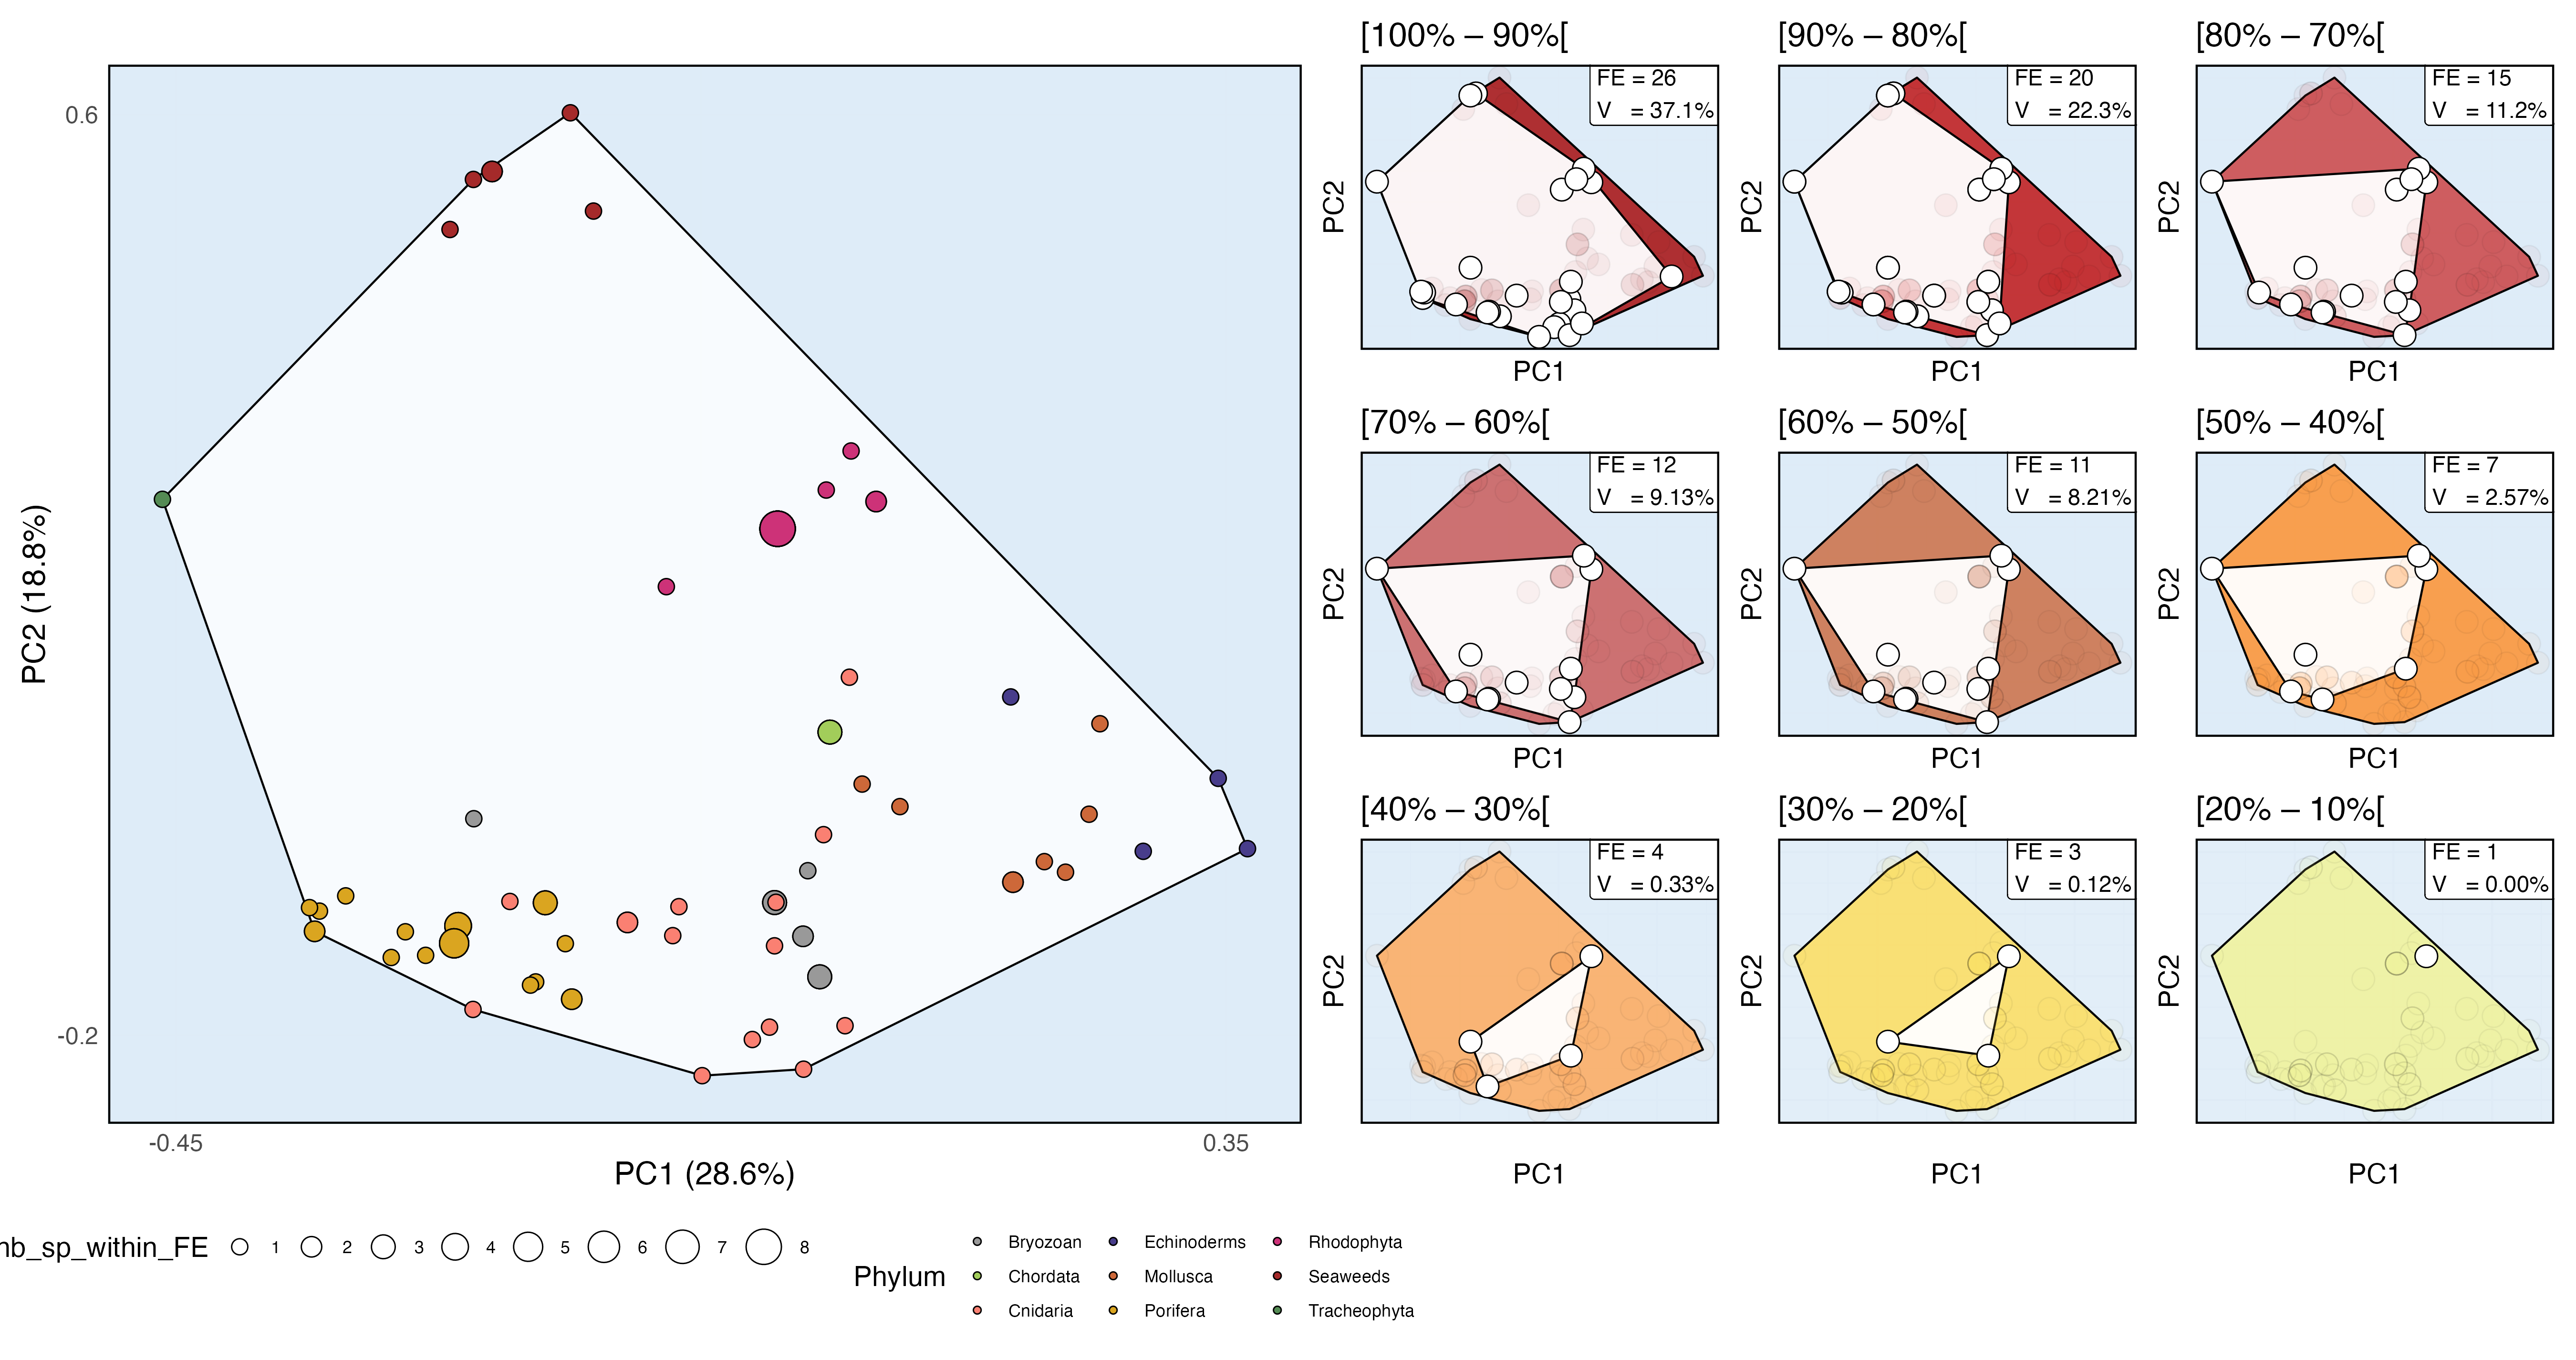 0.6
-0.2
PC2 (18.8%)
-0.45
0.35
PC1 (28.6%)
[100% – 90%[
FE = 26
V = 37.1%
PC2
PC1
[90% – 80%[
FE = 20
V = 22.3%
PC2
PC1
[80% – 70%[
FE = 15
V = 11.2%
PC2
PC1
[70% – 60%[
FE = 12
V = 9.13%
PC2
PC1
[60% – 50%[
FE = 11
V = 8.21%
PC2
PC1
[50% – 40%[
FE = 7
V = 2.57%
PC2
PC1
[40% – 30%[
FE = 4
V = 0.33%
PC2
PC1
[30% – 20%[
FE = 3
V = 0.12%
PC2
PC1
[20% – 10%[
FE = 1
V = 0.00%
PC2
PC1
nb_sp_within_FE 1 2 3 4 5 6 7 8
Phylum
Bryozoan
Chordata
Cnidaria
Echinoderms
Mollusca
Porifera
Rhodophyta
Seaweeds
Tracheophyta